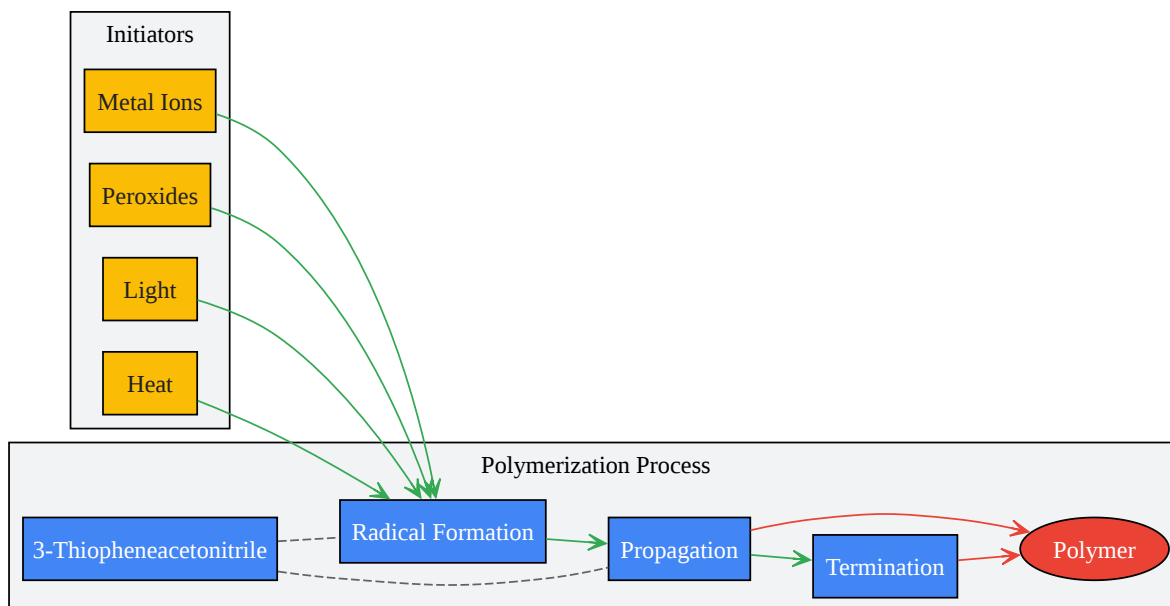 Initiators
Metal Ions
Peroxides
Light
Heat
Polymerization Process
3-Thiopheneacetonitrile
Radical Formation
Propagation
Termination
Polymer